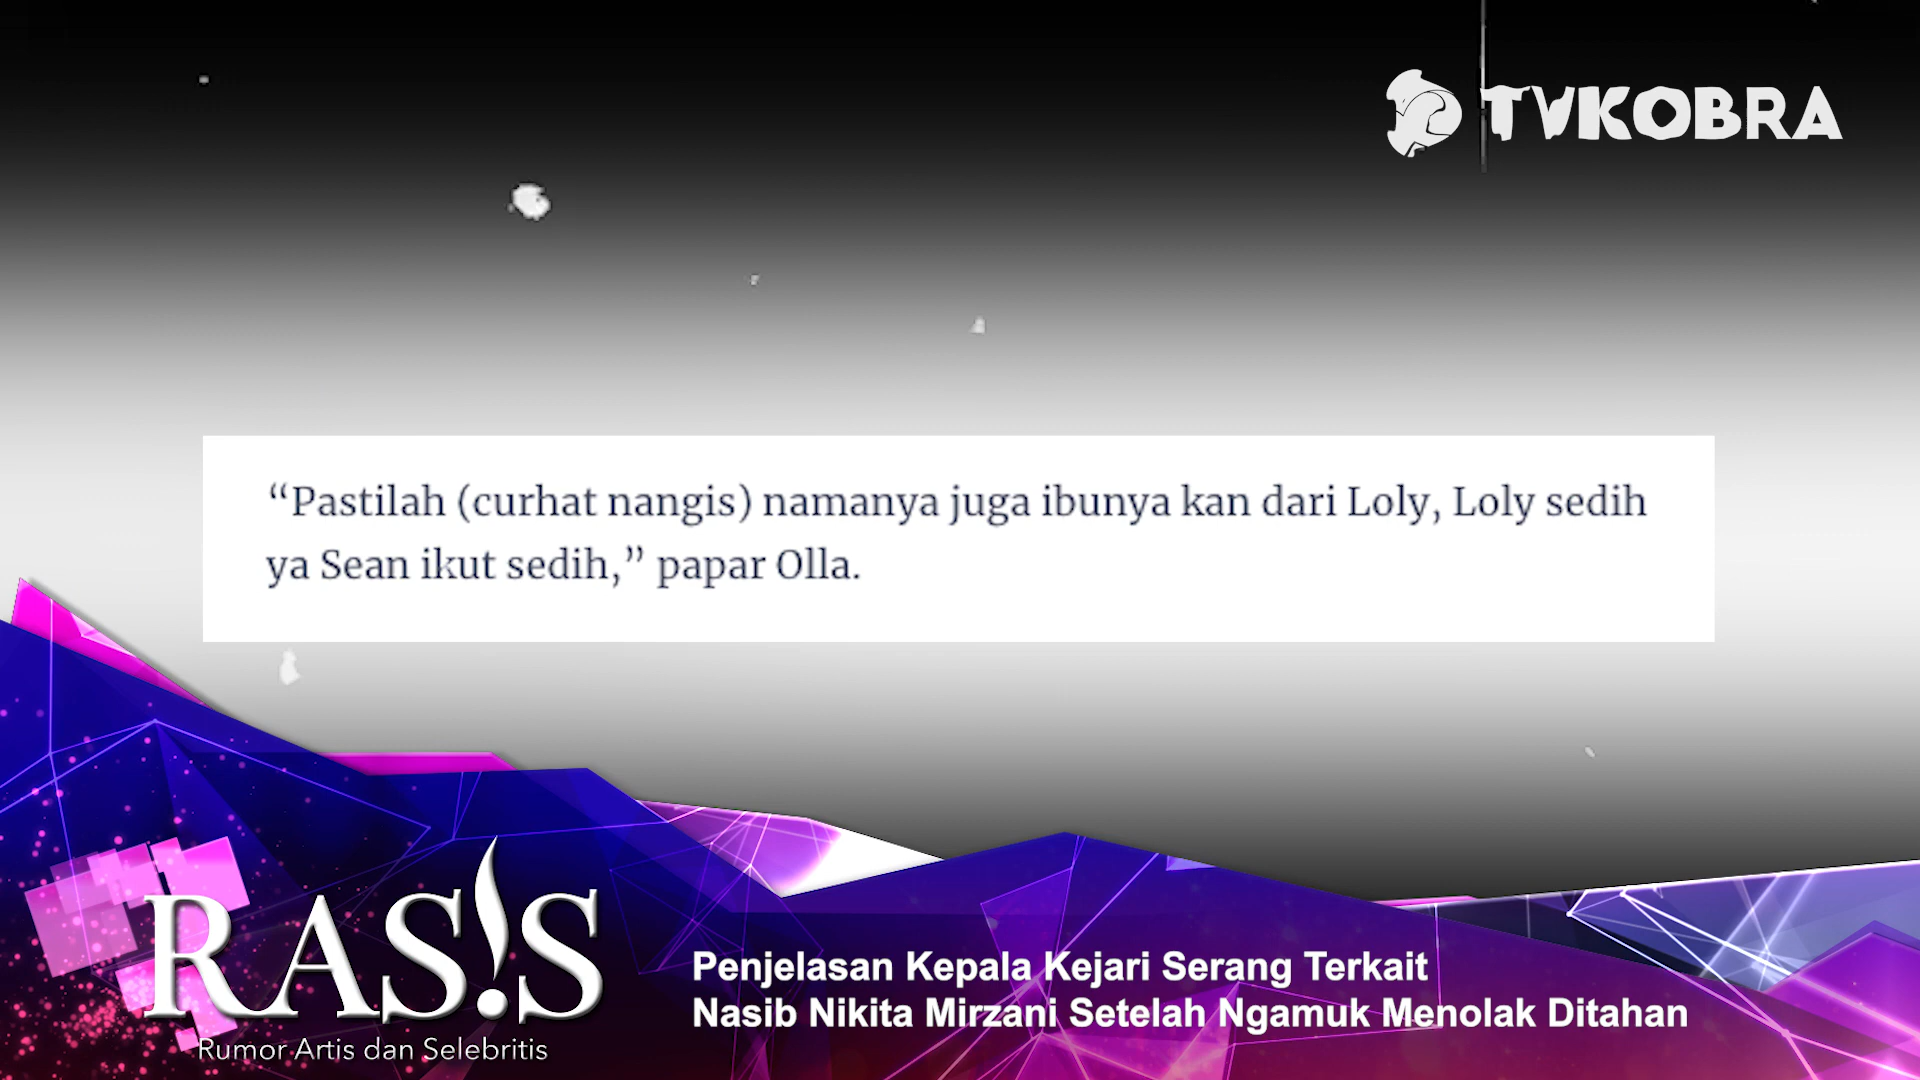 TVKOBRA
“Pastilah (curhat nangis) namanya juga ibunya kan dari Loly, Loly sedih
ya Sean ikut sedih,” papar Olla.
RAS!S
Rumor Artis dan Selebritis
Penjelasan Kepala Kejari Serang Terkait
Nasib Nikita Mirzani Setelah Ngamuk Menolak Ditahan